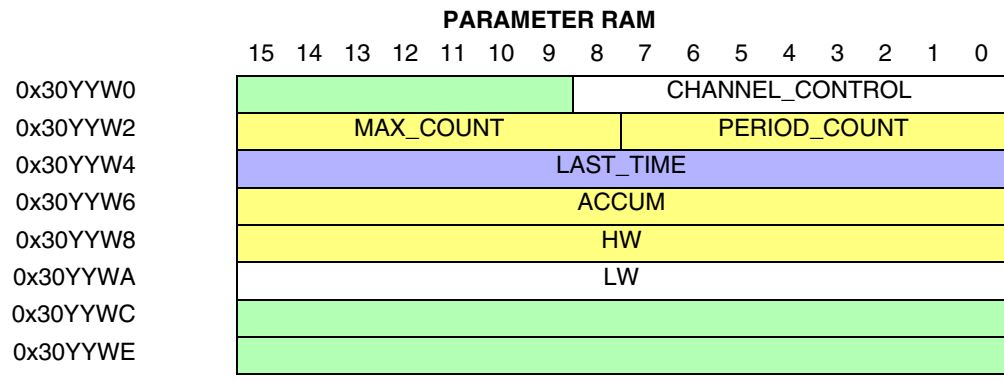 PARAMETER RAM
15 14 13 12 11 10 9 8 7 6 5 4 3 2 1 0
0x30YYW0 CHANNEL_CONTROL
0x30YYW2 MAX_COUNT PERIOD_COUNT
0x30YYW4 LAST_TIME
0x30YYW6 ACCUM
0x30YYW8 HW
0x30YYWA LW
0x30YYWC
0x30YYWE